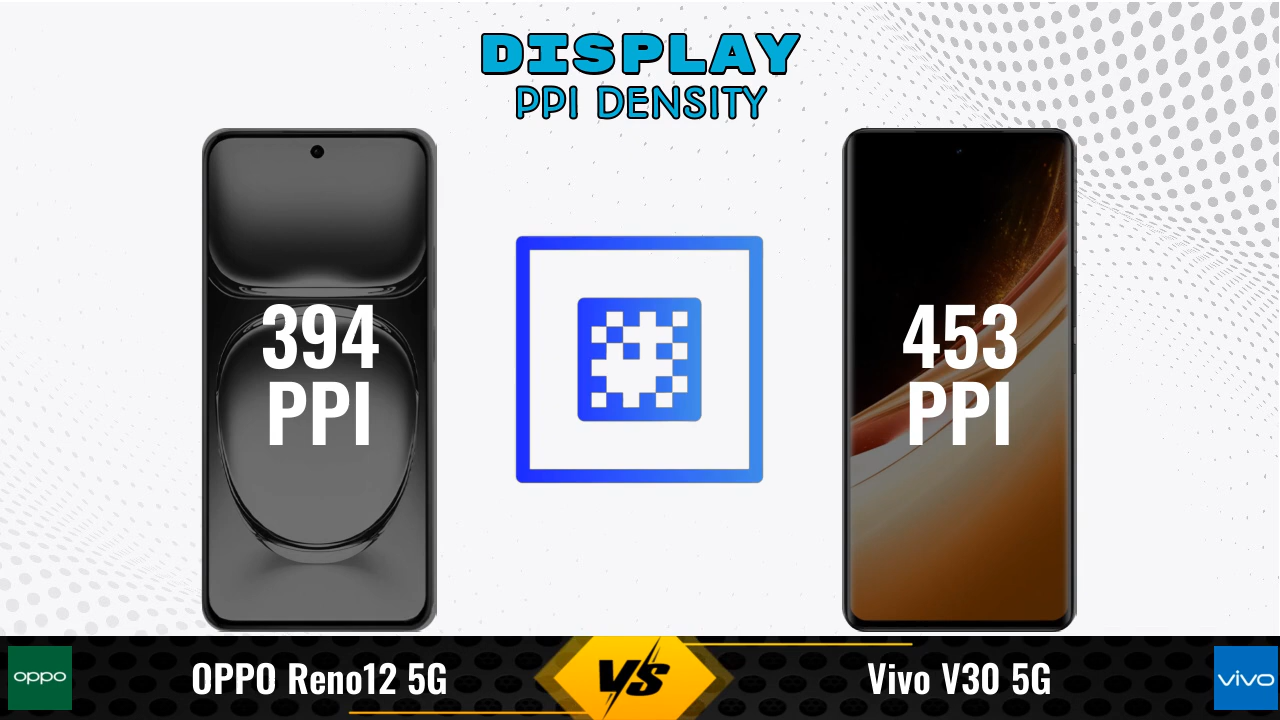 DISPLAY
PPI DENSITY
394
PPI
453
PPI
oppo
OPPO Reno12 5G
VS
Vivo V30 5G
vivo